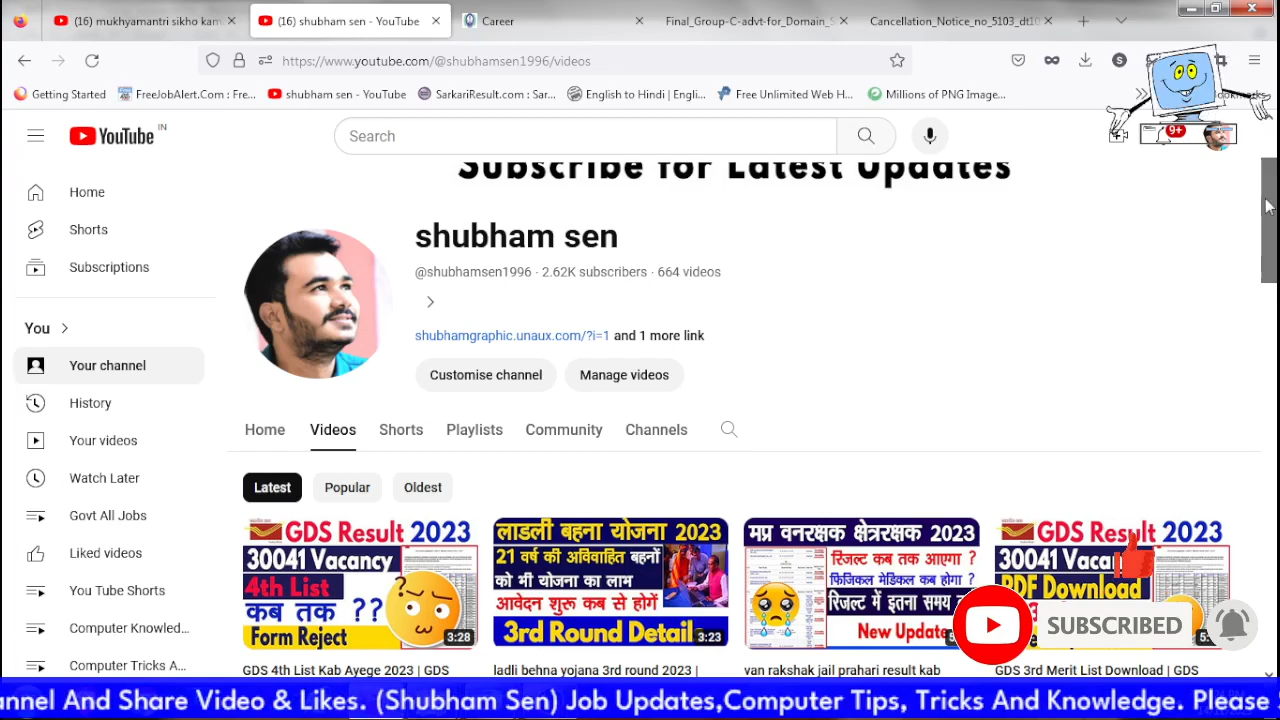 (16) mukhyamantri sikho kama
(16) shubham sen - YouTube
Career
Final_Group-C-advt-for_Domain_S
Cancellation_Notice_no_5103_dt10
https://www.youtube.com/@shubhamsen1996/videos
Getting Started
FreeJobAlert.Com : Fre...
shubham sen - YouTube
SarkariResult.com : Sar...
English to Hindi | Engli...
Free Unlimited Web H...
Millions of PNG Image...
YouTube IN
Search
9+
Subscribe for Latest Updates
Home
Shorts
Subscriptions
You
Your channel
History
Your videos
Watch Later
Govt All Jobs
Liked videos
You Tube Shorts
Computer Knowled...
Computer Tricks A...
shubham sen
@shubhamsen1996 · 2.62K subscribers · 664 videos
shubhamgraphic.unaux.com/?i=1 and 1 more link
Customise channel
Manage videos
Home
Videos
Shorts
Playlists
Community
Channels
Latest
Popular
Oldest
GDS Result 2023
30041 Vacancy
4th List
कब तक ??
Form Reject
3:28
GDS 4th List Kab Ayege 2023 | GDS
लाडली बहना योजना 2023
21 वर्ष की अविवाहित बहनों
को भी योजना का लाभ
आवेदन शुरू कब से होगें
3rd Round Detail
3:23
ladli behna yojana 3rd round 2023 |
मप्र वनरक्षक क्षेत्ररक्षक 2023
रिजल्ट कब तक आएगा ?
फिजिकल मेडिकल कब होगा ?
रिजल्ट में इतना समय
New Update
van rakshak jail prahari result kab
GDS Result 2023
30041 Vacancy
PDF Download
GDS 3rd Merit List Download | GDS
SUBSCRIBED
annel And Share Video & Likes. (Shubham Sen) Job Updates,Computer Tips, Tricks And Knowledge. Please